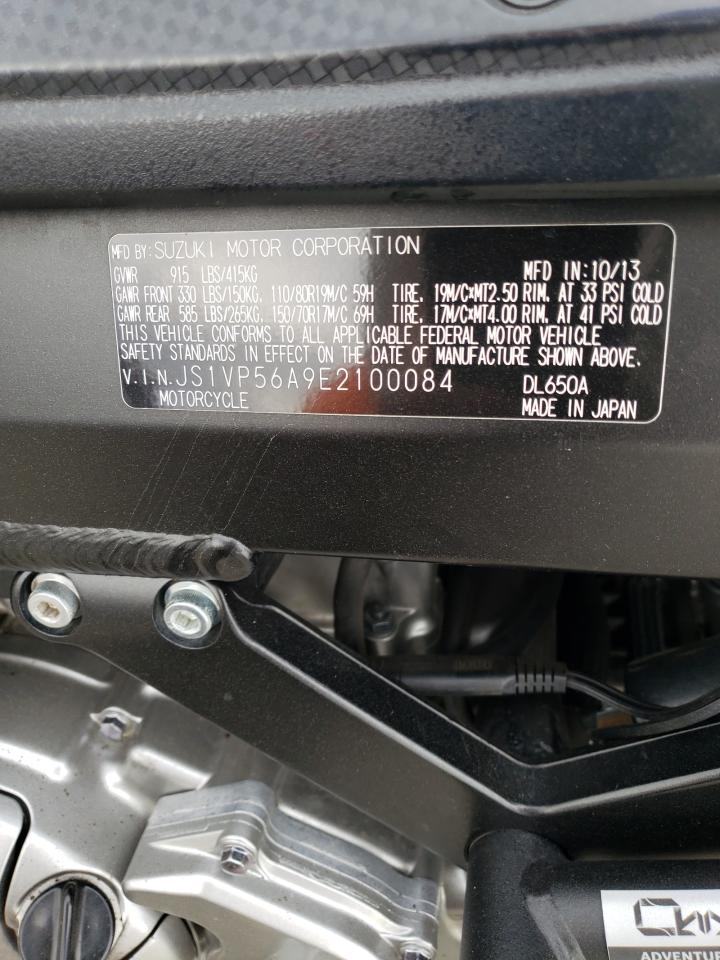 MFD BY: SUZUKI MOTOR CORPORATION
GVWR 915 LBS/415KG MFD IN: 10/13
GAWR FRONT 330 LBS/150KG. 110/80R19M/C 59H TIRE. 19M/C×MT2.50 RIM. AT 33 PSI COLD
GAWR REAR 585 LBS/265KG. 150/70R17M/C 69H TIRE. 17M/C×MT4.00 RIM. AT 41 PSI COLD
THIS VEHICLE CONFORMS TO ALL APPLICABLE FEDERAL MOTOR VEHICLE
SAFETY STANDARDS IN EFFECT ON THE DATE OF MANUFACTURE SHOWN ABOVE.
V.I.N. JS1VP56A9E2100084 DL650A
MOTORCYCLE MADE IN JAPAN